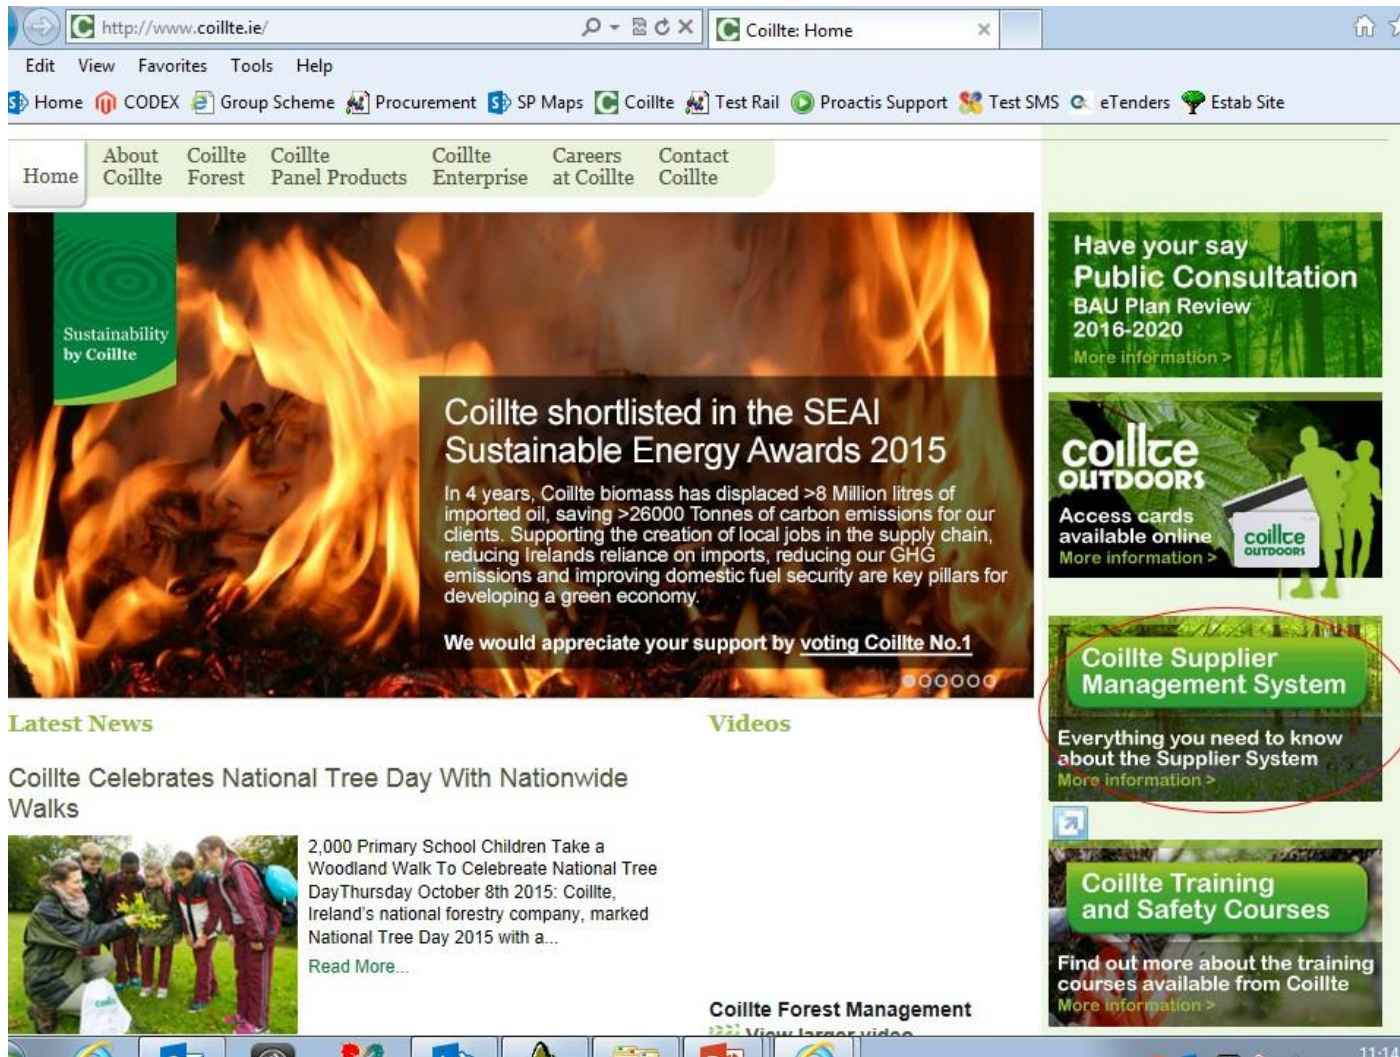 http://www.coillte.ie/
Coillte: Home
Edit View Favorites Tools Help
Home CODEX Group Scheme Procurement SP Maps Coillte Test Rail Proactis Support Test SMS eTenders Estab Site
Home
About
Coillte
Coillte
Forest
Coillte
Panel Products
Coillte
Enterprise
Careers
at Coillte
Contact
Coillte
Sustainability
by Coillte
Coillte shortlisted in the SEAI
Sustainable Energy Awards 2015
In 4 years, Coillte biomass has displaced >8 Million litres of
imported oil, saving >26000 Tonnes of carbon emissions for our
clients. Supporting the creation of local jobs in the supply chain,
reducing Irelands reliance on imports, reducing our GHG
emissions and improving domestic fuel security are key pillars for
developing a green economy.
We would appreciate your support by voting Coillte No.1
Have your say
Public Consultation
BAU Plan Review
2016-2020
More information >
coillte
OUTDOORS
Access cards
available online
More information >
coillte
OUTDOORS
Coillte Supplier
Management System
Everything you need to know
about the Supplier System
More information >
Coillte Training
and Safety Courses
Find out more about the training
courses available from Coillte
More information >
Latest News
Coillte Celebrates National Tree Day With Nationwide
Walks
2,000 Primary School Children Take a
Woodland Walk To Celebreate National Tree
DayThursday October 8th 2015: Coillte,
Ireland's national forestry company, marked
National Tree Day 2015 with a...
Read More...
Videos
Coillte Forest Management
View larger video
11:14